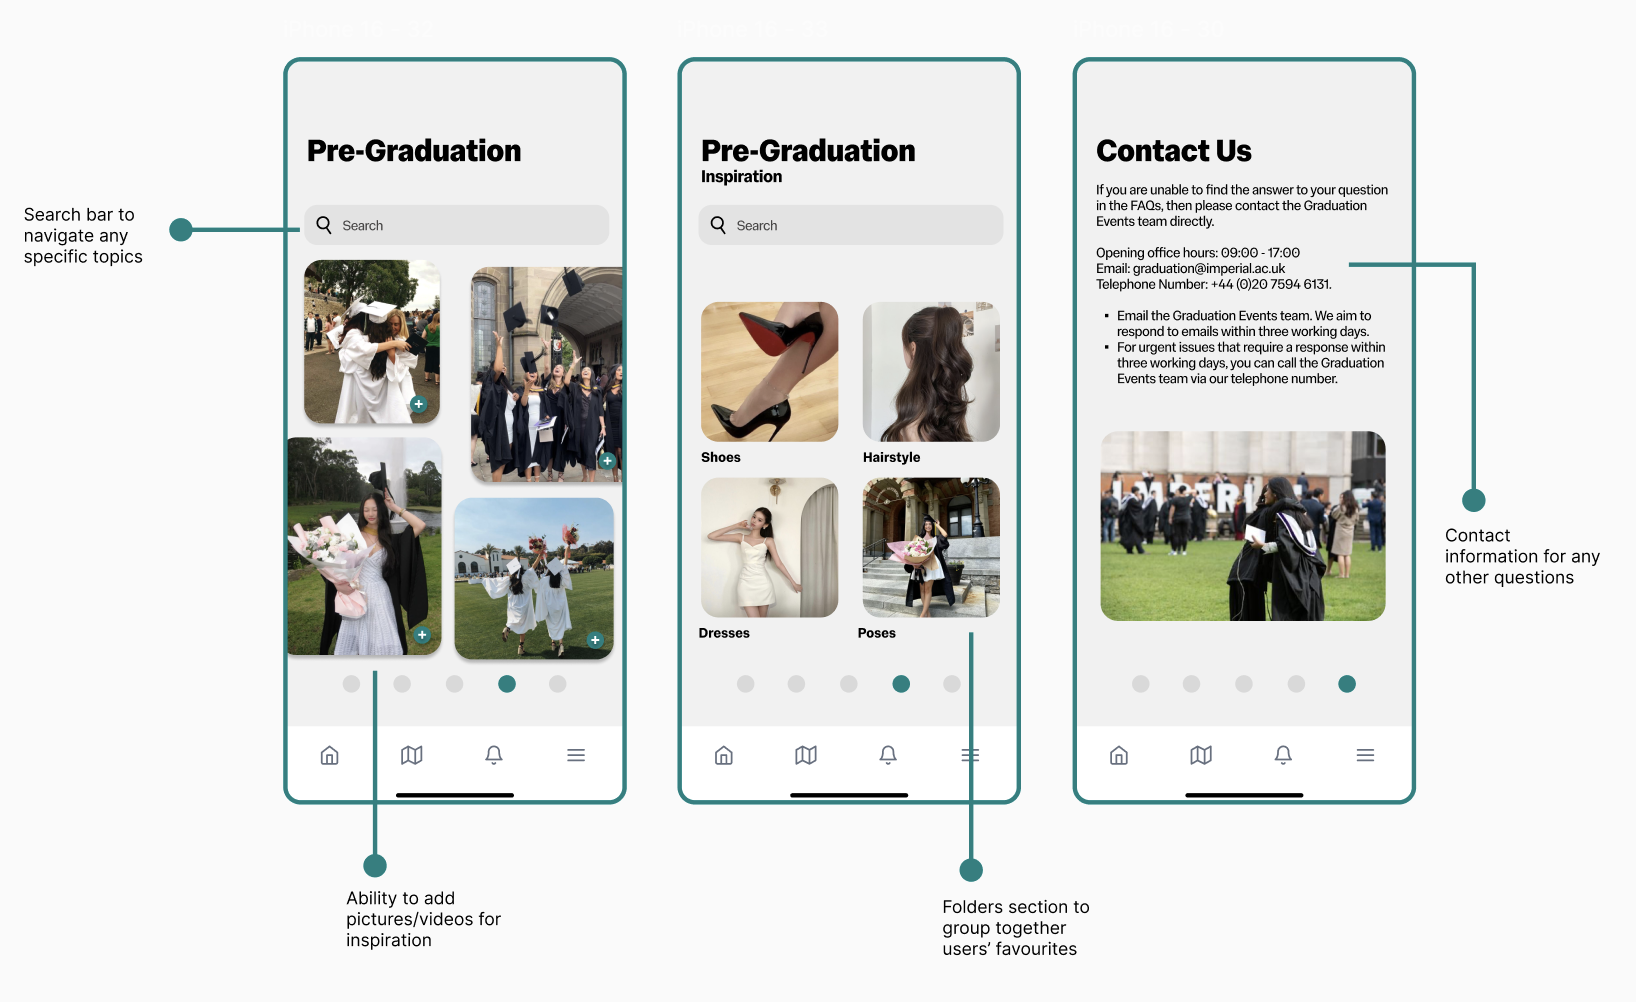 Pre-Graduation
Search
Search bar to
navigate any
specific topics
Ability to add
pictures/videos for
inspiration
Pre-Graduation
Inspiration
Search
Shoes
Hairstyle
Dresses
Poses
Folders section to
group together
users’ favourites
Contact Us
If you are unable to find the answer to your question
in the FAQs, then please contact the Graduation
Events team directly.
Opening office hours: 09:00 - 17:00
Email: graduation@imperial.ac.uk
Telephone Number: +44 (0)20 7594 6131.
▪ Email the Graduation Events team. We aim to
respond to emails within three working days.
▪ For urgent issues that require a response within
three working days, you can call the Graduation
Events team via our telephone number.
Contact
information for any
other questions